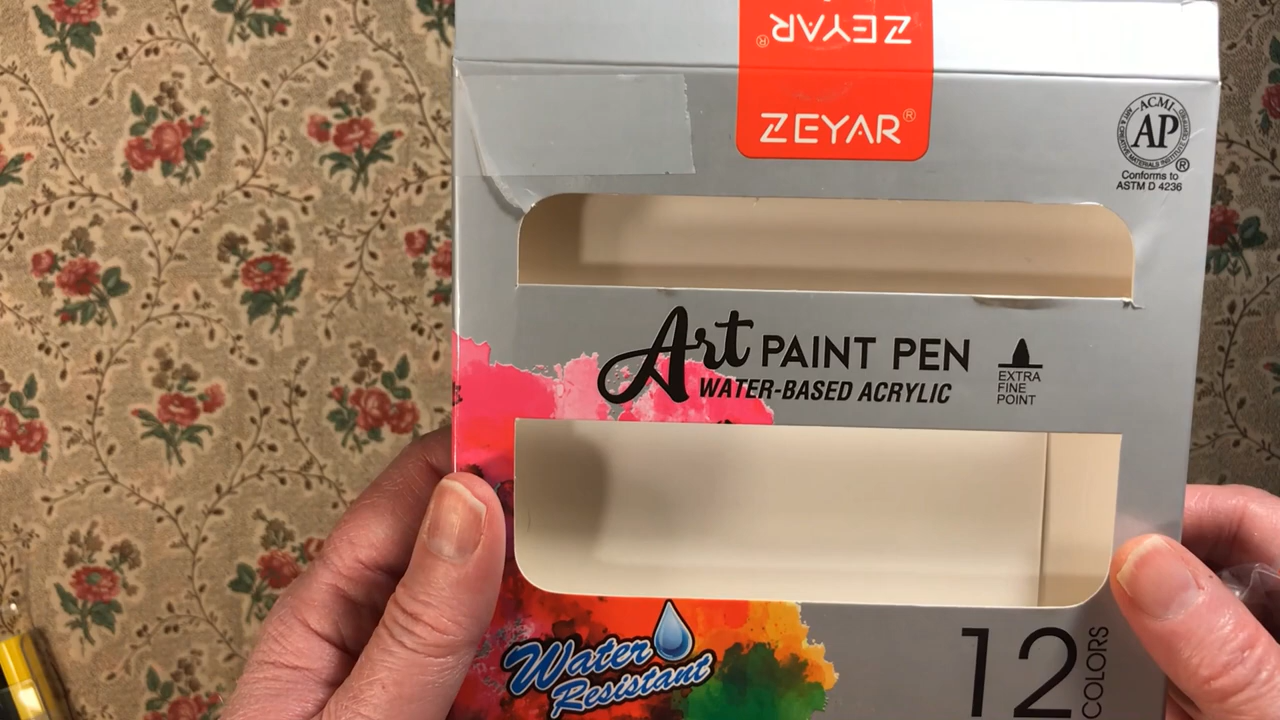 ZEYAR®
ZEYAR®
ACMI
AP
®
Conforms to
ASTM D 4236
Art PAINT PEN
WATER-BASED ACRYLIC
EXTRA
FINE
POINT
Water
Resistant
12
COLORS